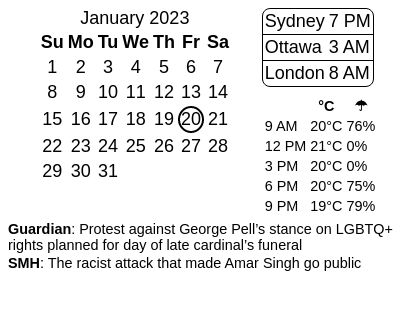 January 2023
Su Mo Tu We Th Fr Sa
1 2 3 4 5 6 7
8 9 10 11 12 13 14
15 16 17 18 19 20 21
22 23 24 25 26 27 28
29 30 31
Sydney 7 PM
Ottawa 3 AM
London 8 AM
°C ☂
9 AM 20°C 76%
12 PM 21°C 0%
3 PM 20°C 0%
6 PM 20°C 75%
9 PM 19°C 79%
Guardian: Protest against George Pell’s stance on LGBTQ+
rights planned for day of late cardinal’s funeral
SMH: The racist attack that made Amar Singh go public